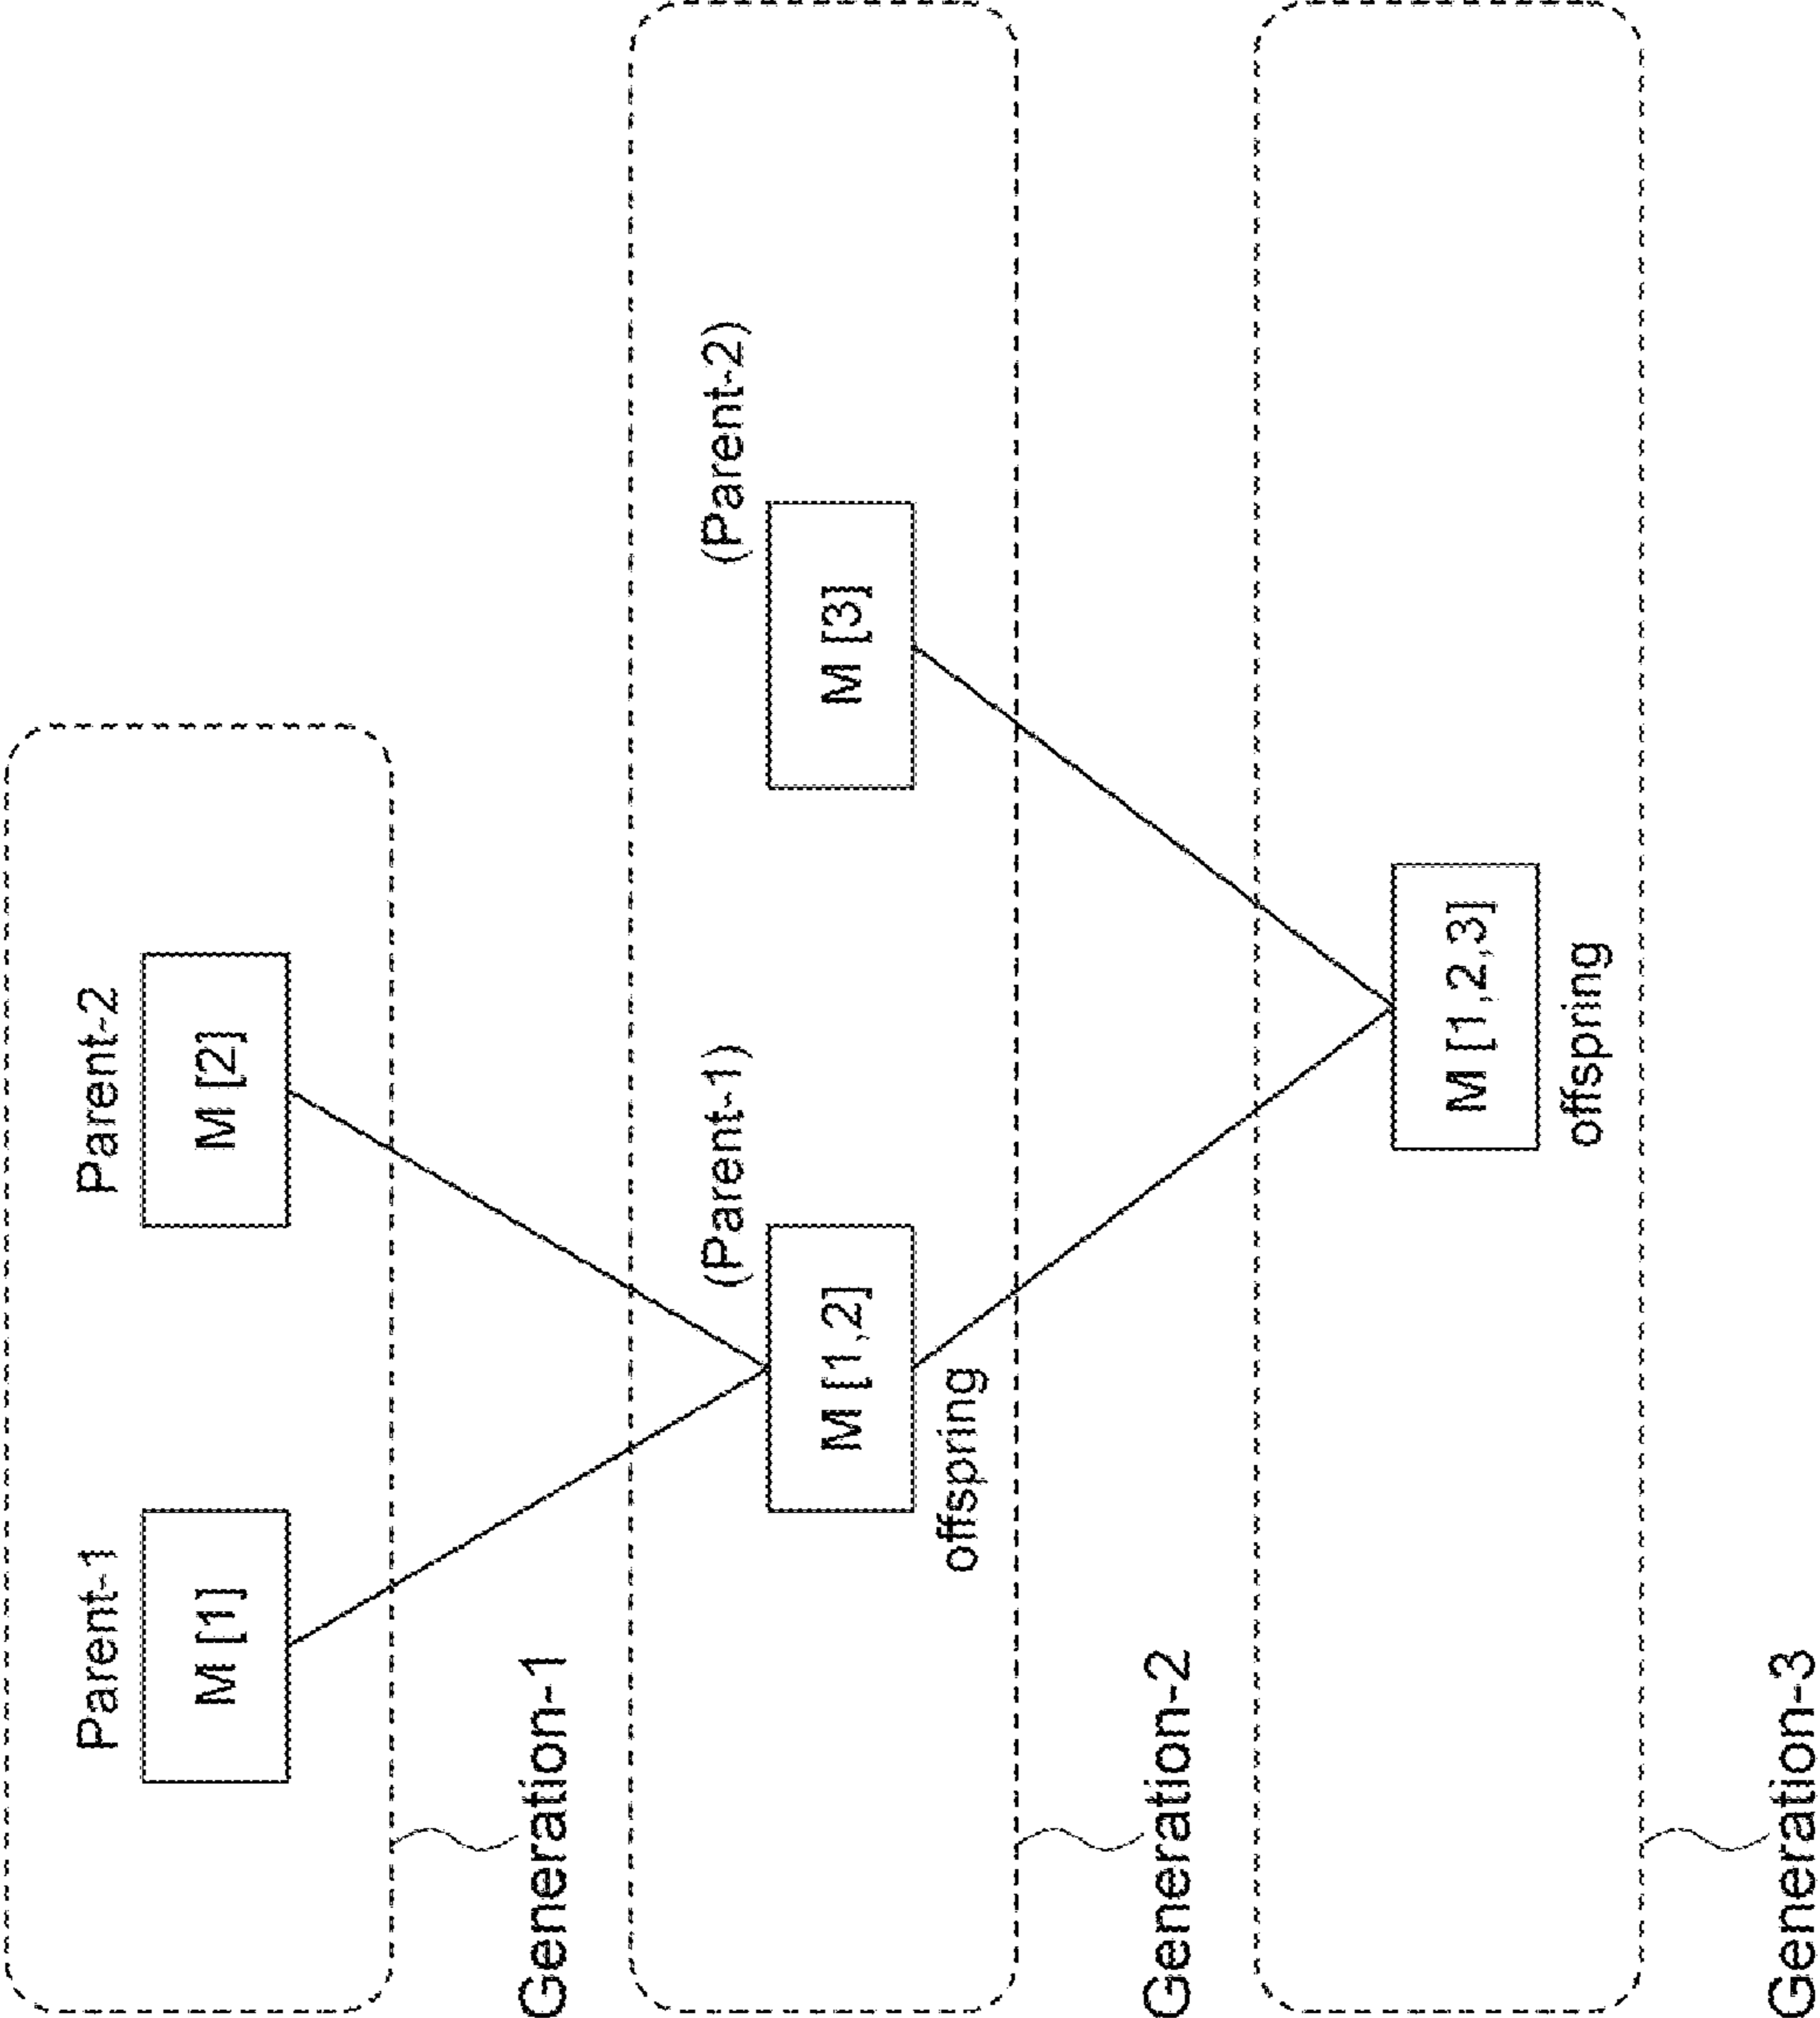 Parent-1
Parent-2
M [1]
M [2]
Generation-1
(Parent-1)
(Parent-2)
M [1,2]
M [3]
offspring
Generation-2
M [1,2,3]
offspring
Generation-3